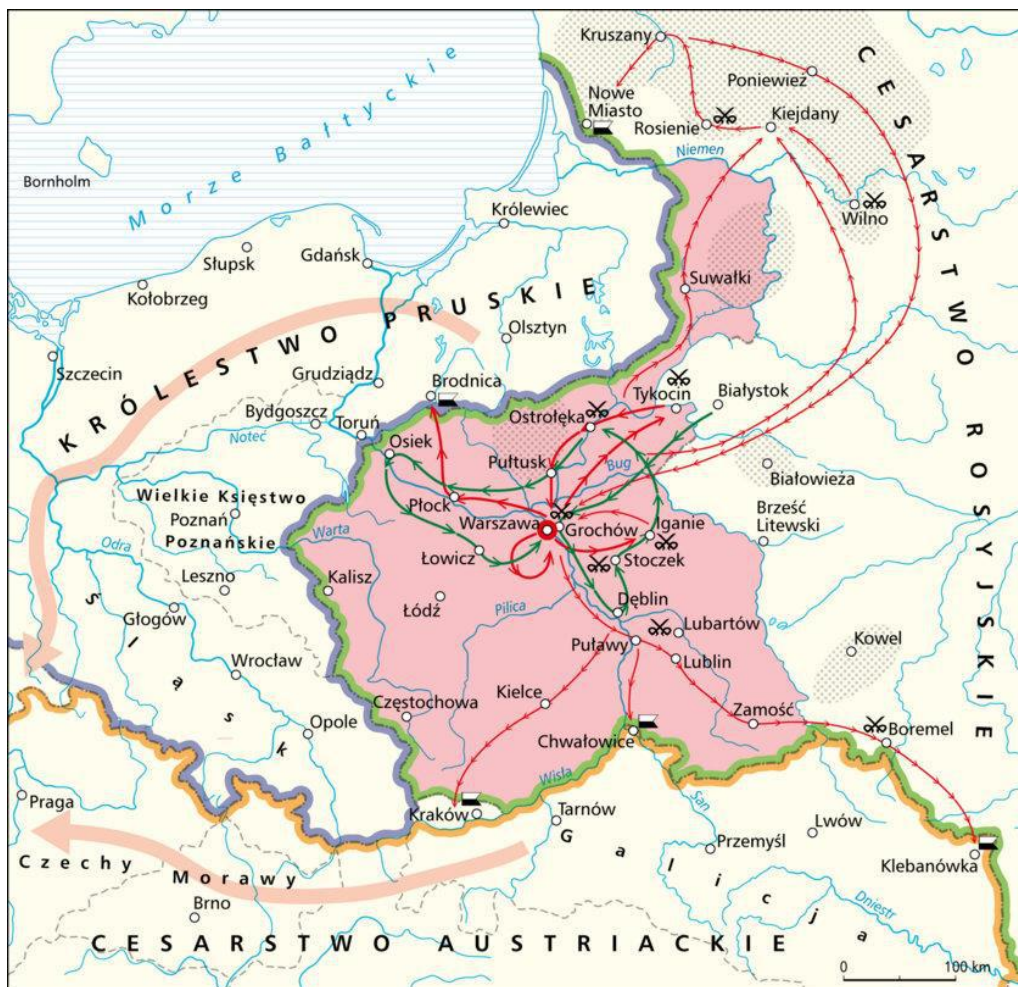 Kruszany
Poniewież
CESARSTWO ROSYJSKIE
Nowe
Miasto
Rosienie
Kiejdany
Niemen
Wilno
Morze Bałtyckie
Bornholm
Królewiec
Słupsk
Gdańsk
Kołobrzeg
Suwałki
KRÓLESTWO PRUSKIE
Olsztyn
Szczecin
Grudziądz
Brodnica
Tykocin
Białystok
Bydgoszcz
Toruń
Ostrołęka
Noteć
Osiek
Pułtusk
Bug
Białowieża
Wielkie Księstwo
Poznań
Poznańskie
Płock
Warszawa
Grochów
Iganie
Brześć
Litewski
Odra
Warta
Łowicz
Stoczek
Leszno
Kalisz
Łódź
Pilica
Dęblin
Głogów
Lubartów
Puławy
Kowel
Śląsk
Wrocław
Lublin
Częstochowa
Kielce
Zamość
Opole
Chwałowice
Boremel
Wisła
Praga
Kraków
Tarnów
San
Galicja
Przemyśl
Lwów
Klebanówka
Czechy
Morawy
Brno
Dniestr
CESARSTWO AUSTRIACKIE
0 100 km